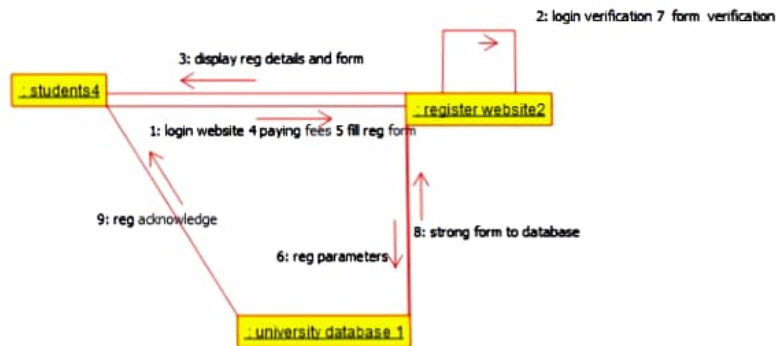 2: login verification 7 form verification
3: display reg details and form
: students4
: register website2
1: login website 4 paying fees 5 fill reg form
9: reg acknowledge
8: strong form to database
6: reg parameters
: university database 1